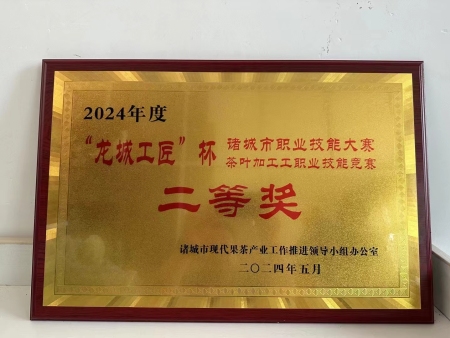 2024年度
“龙城工匠”杯 诸城市职业技能大赛
茶叶加工工职业技能竞赛
二等奖
诸城市现代果茶产业工作推进领导小组办公室
二〇二四年五月